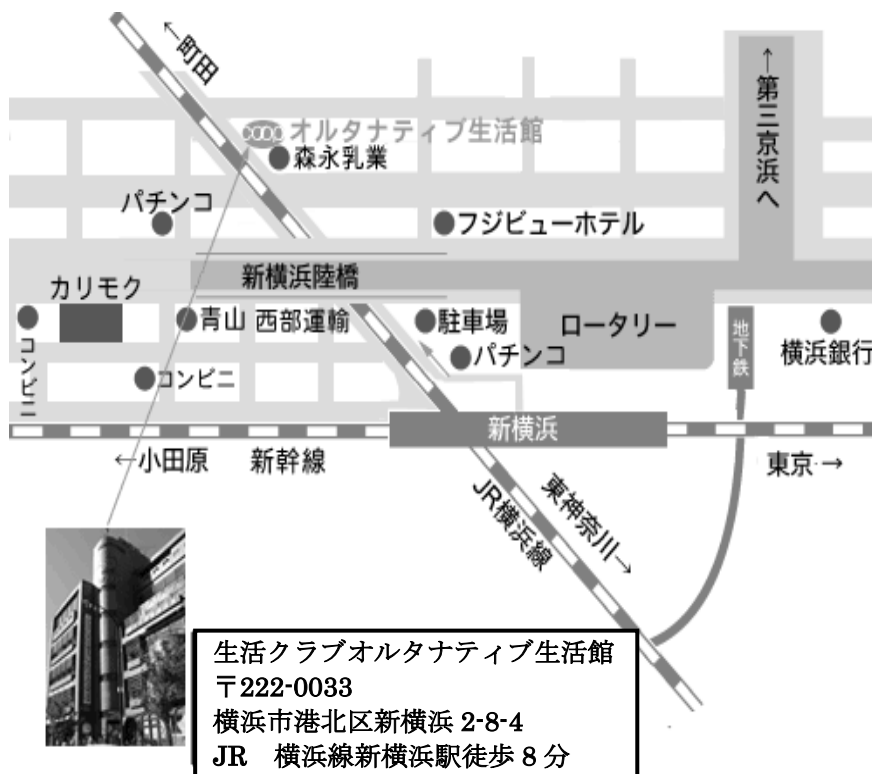 ←町田
↑第三京浜へ
オルタナティブ生活館
森永乳業
パチンコ
フジビューホテル
新横浜陸橋
カリモク
青山 西部運輸
駐車場
ロータリー
地下鉄
横浜銀行
コンビニ
パチンコ
コンビニ
新横浜
←小田原 新幹線
東京→
JR横浜線
東神奈川→
生活クラブオルタナティブ生活館
〒222-0033
横浜市港北区新横浜 2-8-4
JR 横浜線新横浜駅徒歩 8 分